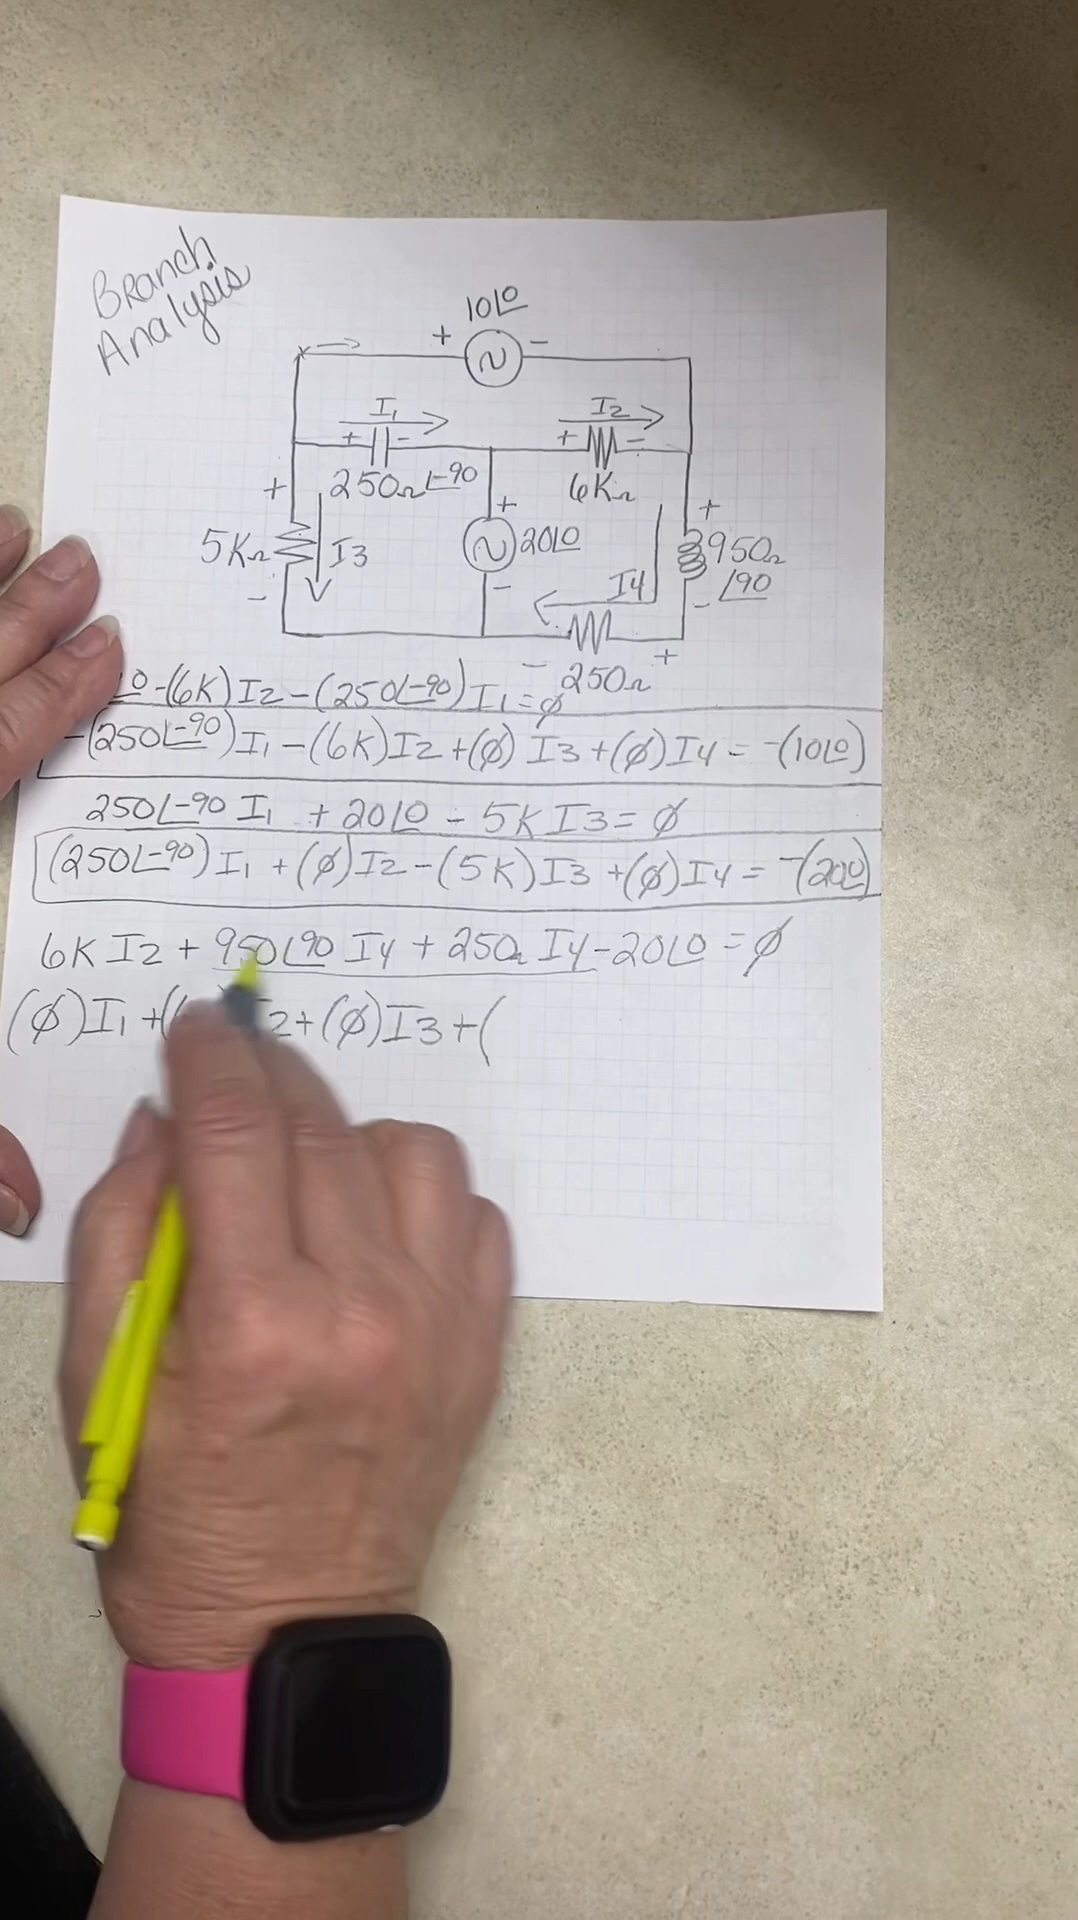 Branch
Analysis
10∠0
+ -
I1
+ -
250Ω∠-90
I2
+ -
6KΩ
+
5KΩ
-
I3
+
20∠0
-
+
950Ω
∠90
-
I4
- +
250Ω
0 -(6K)I2-(250∠-90)I1=∅
-(250∠-90)I1-(6K)I2+(∅)I3+(∅)I4=-(10∠0)
250∠-90 I1 + 20∠0 - 5K I3=∅
(250∠-90)I1+(∅)I2-(5K)I3+(∅)I4=-(20∠0)
6K I2 + 950∠90 I4 + 250Ω I4-20∠0=∅
(∅)I1+( 2+(∅)I3+(